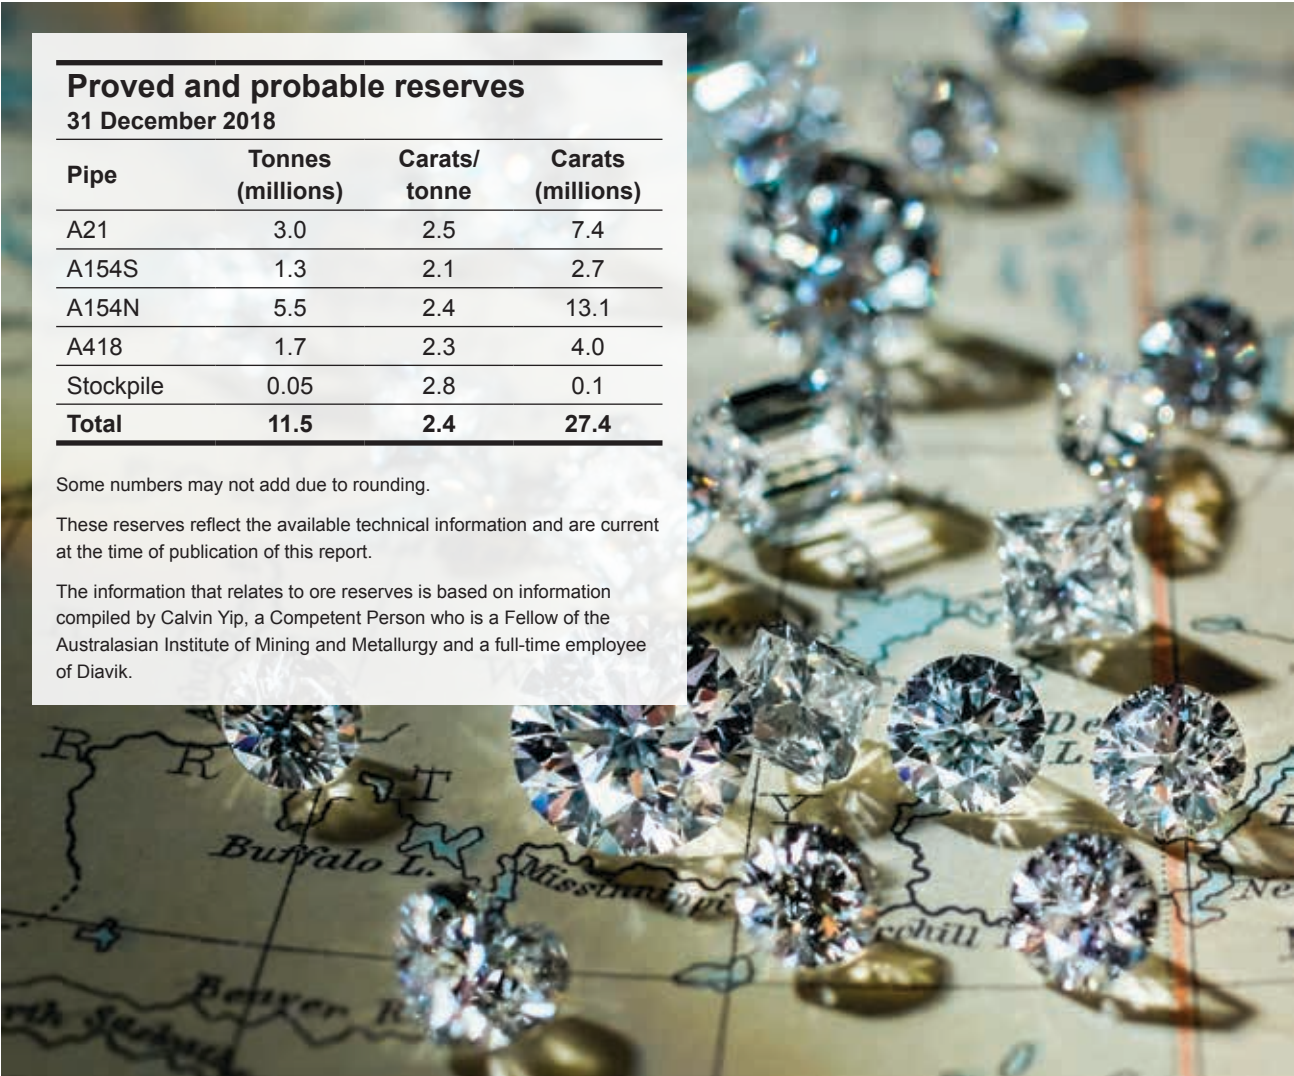 Proved and probable reserves
31 December 2018
Pipe Tonnes (millions) Carats/ tonne Carats (millions)
A21 3.0 2.5 7.4
A154S 1.3 2.1 2.7
A154N 5.5 2.4 13.1
A418 1.7 2.3 4.0
Stockpile 0.05 2.8 0.1
Total 11.5 2.4 27.4
Some numbers may not add due to rounding.
These reserves reflect the available technical information and are current
at the time of publication of this report.
The information that relates to ore reserves is based on information
compiled by Calvin Yip, a Competent Person who is a Fellow of the
Australasian Institute of Mining and Metallurgy and a full-time employee
of Diavik.
R R T Y
De
L.
Buffalo L.
Missinnippi
Ne
Beaver R